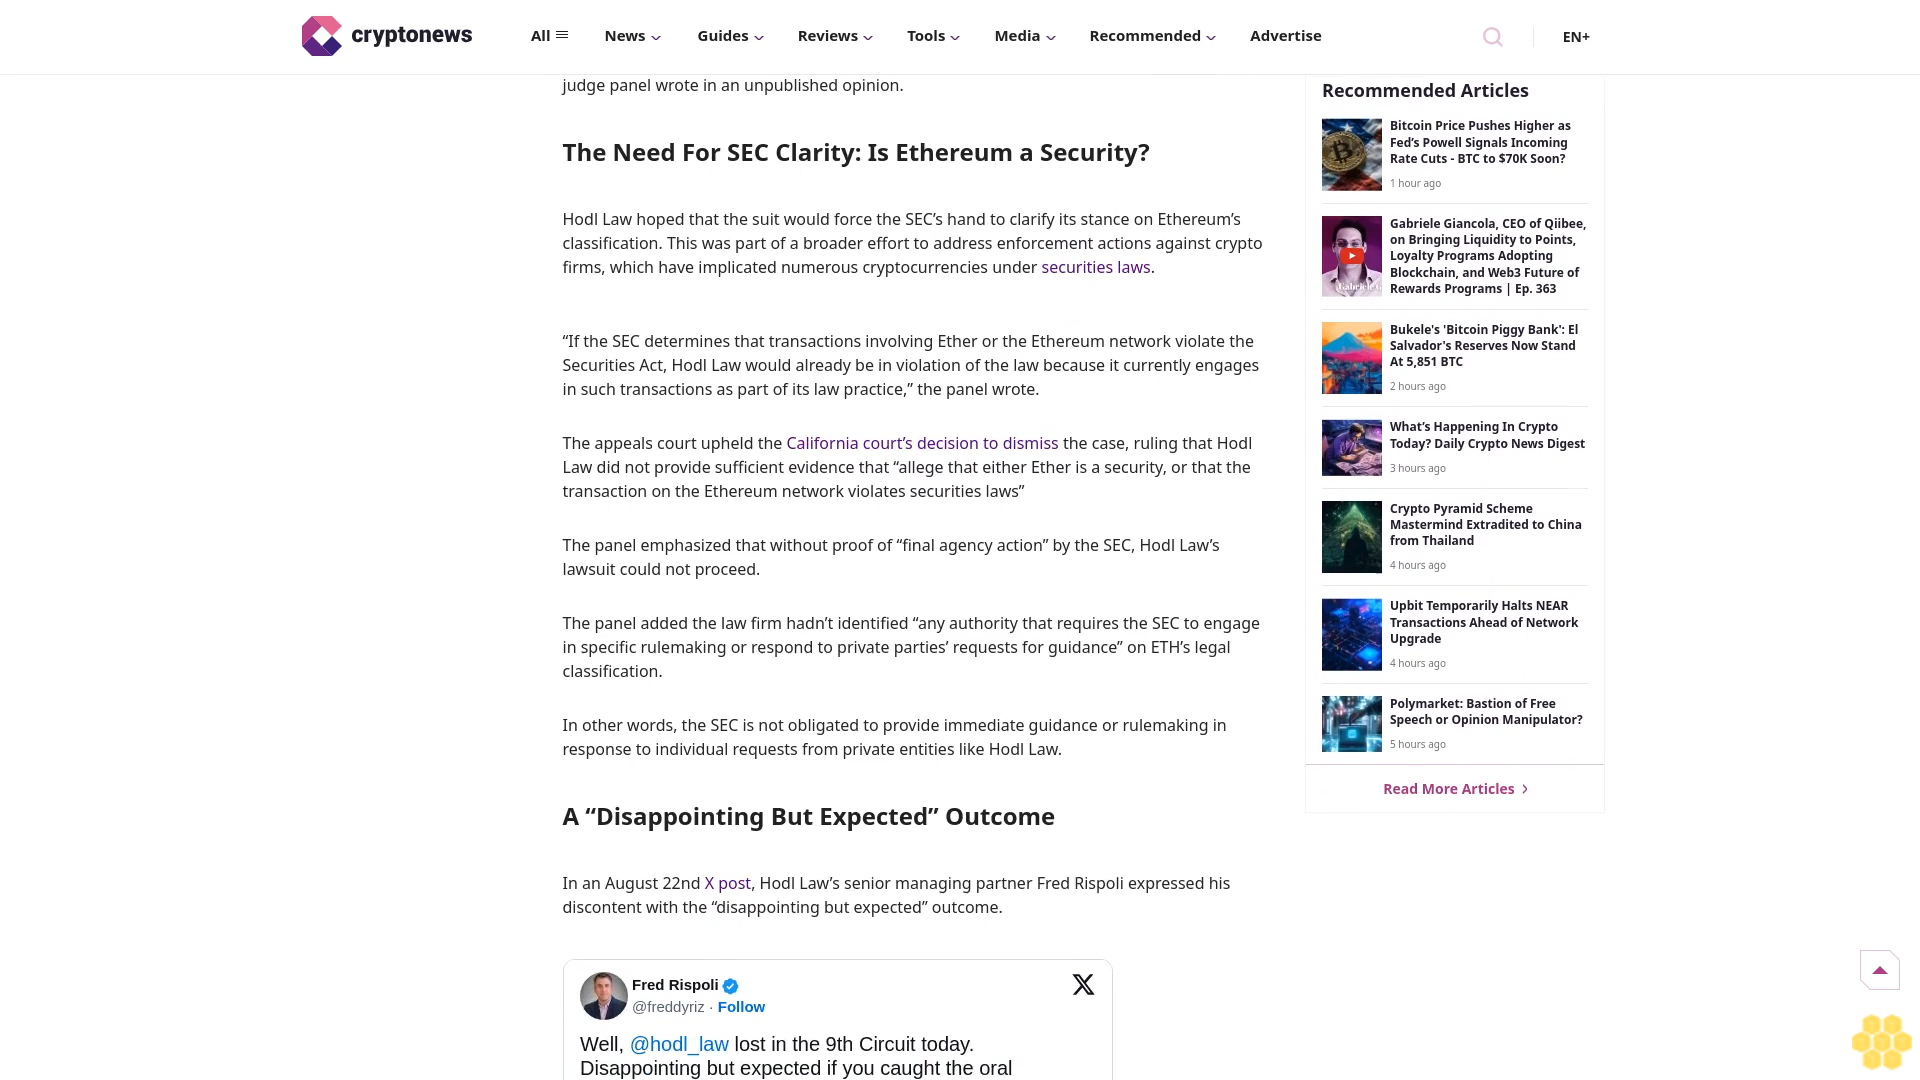 cryptonews
All
News
Guides
Reviews
Tools
Media
Recommended
Advertise
EN+
judge panel wrote in an unpublished opinion.
The Need For SEC Clarity: Is Ethereum a Security?
Hodl Law hoped that the suit would force the SEC’s hand to clarify its stance on Ethereum’s
classification. This was part of a broader effort to address enforcement actions against crypto
firms, which have implicated numerous cryptocurrencies under securities laws.
“If the SEC determines that transactions involving Ether or the Ethereum network violate the
Securities Act, Hodl Law would already be in violation of the law because it currently engages
in such transactions as part of its law practice,” the panel wrote.
The appeals court upheld the California court’s decision to dismiss the case, ruling that Hodl
Law did not provide sufficient evidence that “allege that either Ether is a security, or that the
transaction on the Ethereum network violates securities laws”
The panel emphasized that without proof of “final agency action” by the SEC, Hodl Law’s
lawsuit could not proceed.
The panel added the law firm hadn’t identified “any authority that requires the SEC to engage
in specific rulemaking or respond to private parties’ requests for guidance” on ETH’s legal
classification.
In other words, the SEC is not obligated to provide immediate guidance or rulemaking in
response to individual requests from private entities like Hodl Law.
A “Disappointing But Expected” Outcome
In an August 22nd X post, Hodl Law’s senior managing partner Fred Rispoli expressed his
discontent with the “disappointing but expected” outcome.
Fred Rispoli
@freddyriz · Follow
Well, @hodl_law lost in the 9th Circuit today.
Disappointing but expected if you caught the oral
Recommended Articles
Bitcoin Price Pushes Higher as
Fed’s Powell Signals Incoming
Rate Cuts - BTC to $70K Soon?
1 hour ago
Gabriele Giancola, CEO of Qiibee,
on Bringing Liquidity to Points,
Loyalty Programs Adopting
Blockchain, and Web3 Future of
Rewards Programs | Ep. 363
Bukele's 'Bitcoin Piggy Bank': El
Salvador's Reserves Now Stand
At 5,851 BTC
2 hours ago
What’s Happening In Crypto
Today? Daily Crypto News Digest
3 hours ago
Crypto Pyramid Scheme
Mastermind Extradited to China
from Thailand
4 hours ago
Upbit Temporarily Halts NEAR
Transactions Ahead of Network
Upgrade
4 hours ago
Polymarket: Bastion of Free
Speech or Opinion Manipulator?
5 hours ago
Read More Articles